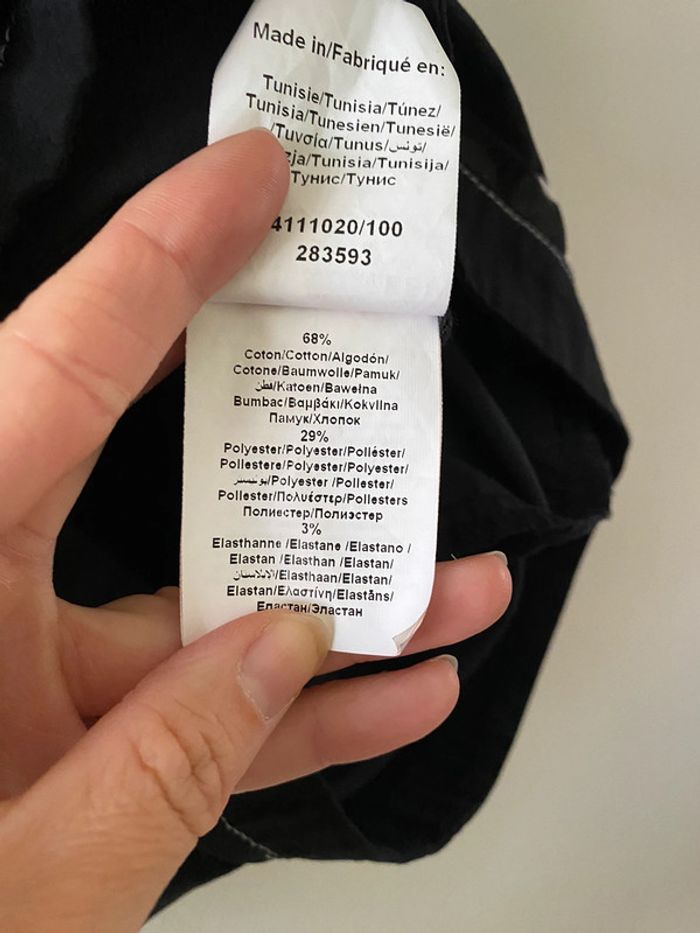 Made in/Fabriqué en:
Tunisie/Tunisia/Túnez/
Tunisia/Tunesien/Tunesië/
/Τυνσία/Tunus/تونس/
/Tunisia/Tunisija/
Тунис/Тунис
4111020/100
283593
68%
Coton/Cotton/Algodón/
Cotone/Baumwolle/Pamuk/
قطن/Katoen/Bawełna
Bumbac/Βαμβάκι/Kokvilna
Памук/Хлопок
29%
Polyester/Polyester/Poliéster/
Poliestere/Polyester/Polyester/
/Polyester /Poliester/
Poliester/Πολυέστερ/Poliesters
Полиестер/Полиэстер
3%
Elasthanne /Elastane /Elastano /
Elastan /Elasthan /Elastan/
/Elasthaan/Elastan/
Elastan/Ελαστίνη/Elastāns/
Еластан/Эластан